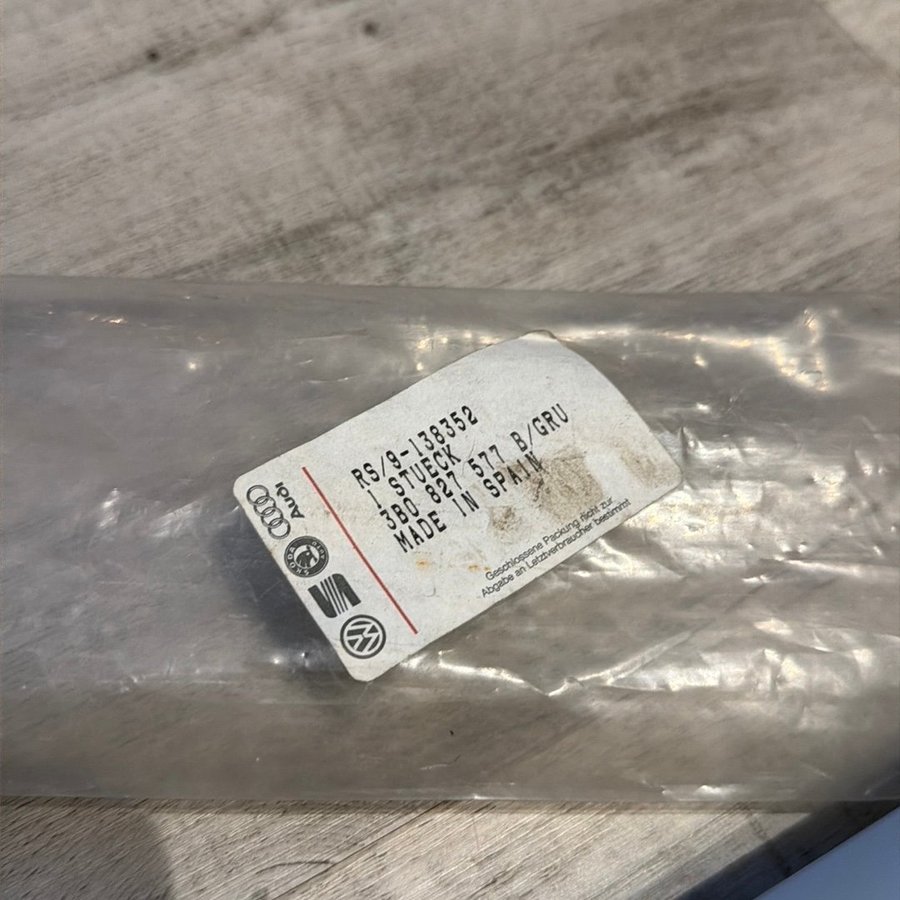 RS/9-138352
1 STUECK
3B0 827 577 B/GRU
MADE IN SPAIN
Geschlossene Packung nicht zur
Abgabe an Letztverbraucher bestimmt
Audi
SKODA